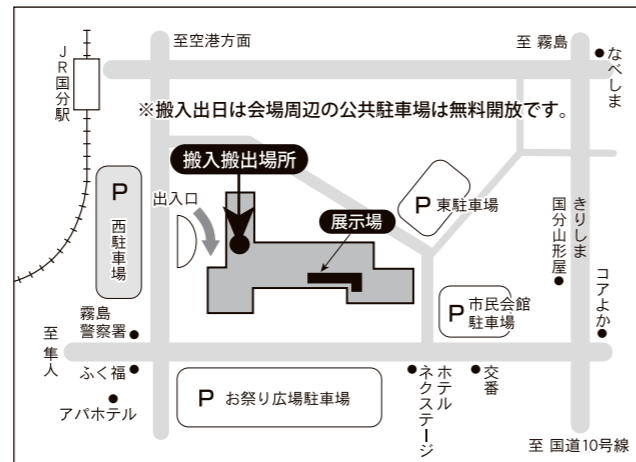 至空港方面
至 霧島
なべしま
JR国分駅
※搬入出日は会場周辺の公共駐車場は無料開放です。
搬入搬出場所
P
西駐車場
出入口
展示場
P
東駐車場
きりしま
国分山形屋
コアよか
P
市民会館
駐車場
霧島
警察署
至 隼人
ふく福
アパホテル
P お祭り広場駐車場
ホテル
ネクステージ
交番
至 国道10号線